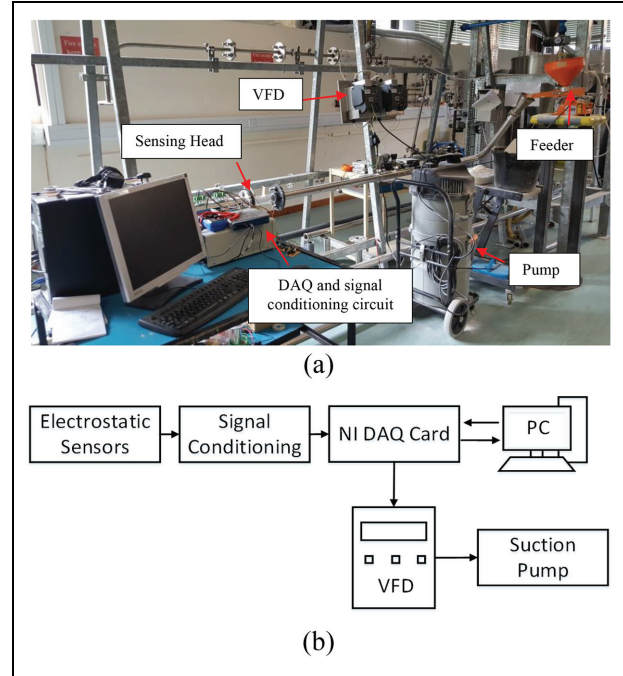 VFD
Sensing Head
Feeder
Pump
DAQ and signal
conditioning circuit
(a)
Electrostatic
Sensors
Signal
Conditioning
NI DAQ Card
PC
VFD
Suction
Pump
(b)